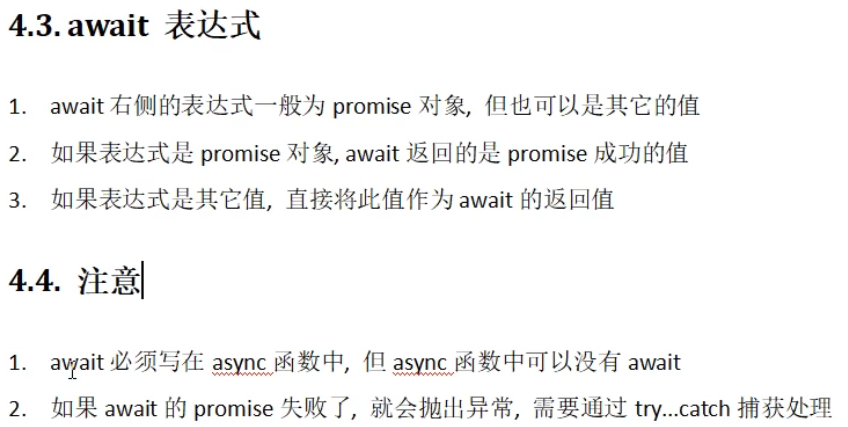 4.3. await 表达式
1. await 右侧的表达式一般为 promise 对象, 但也可以是其它的值
2. 如果表达式是 promise 对象, await 返回的是 promise 成功的值
3. 如果表达式是其它值, 直接将此值作为 await 的返回值
4.4. 注意
1. await 必须写在 async 函数中, 但 async 函数中可以没有 await
2. 如果 await 的 promise 失败了, 就会抛出异常, 需要通过 try...catch 捕获处理